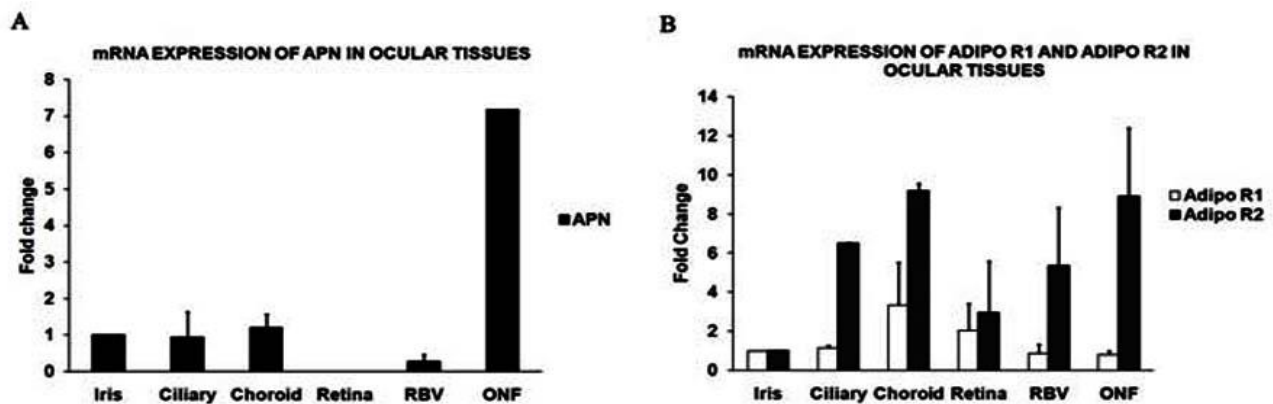 A
mRNA EXPRESSION OF APN IN OCULAR TISSUES
8
7
6
5
4
3
2
1
0
Fold change
Iris Ciliary Choroid Retina RBV ONF
APN
B
mRNA EXPRESSION OF ADIPO R1 AND ADIPO R2 IN
OCULAR TISSUES
14
12
10
8
6
4
2
0
Fold Change
Iris Ciliary Choroid Retina RBV ONF
Adipo R1
Adipo R2